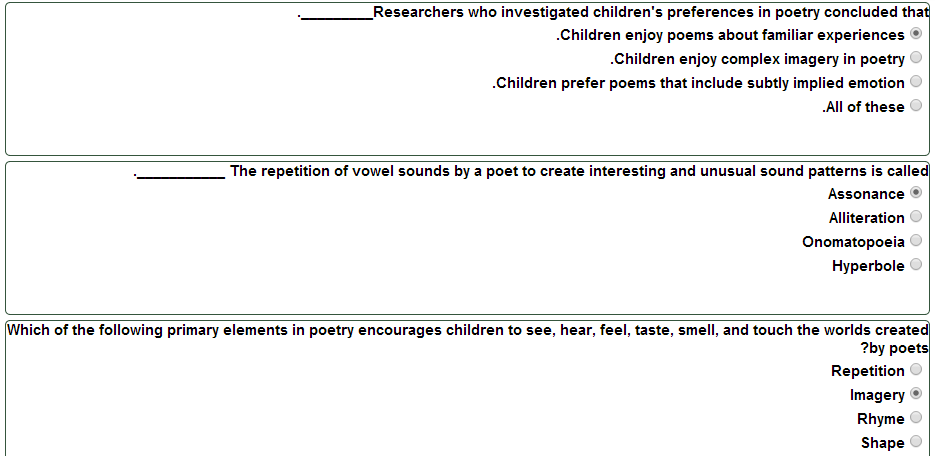 ._________Researchers who investigated children's preferences in poetry concluded that
.Children enjoy poems about familiar experiences
.Children enjoy complex imagery in poetry
.Children prefer poems that include subtly implied emotion
.All of these
.___________ The repetition of vowel sounds by a poet to create interesting and unusual sound patterns is called
Assonance
Alliteration
Onomatopoeia
Hyperbole
Which of the following primary elements in poetry encourages children to see, hear, feel, taste, smell, and touch the worlds created
?by poets
Repetition
Imagery
Rhyme
Shape